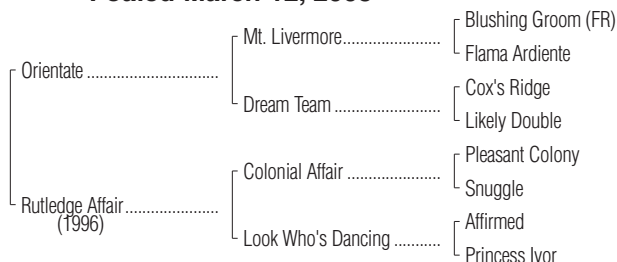 Foaled March 12,
Blushing Groom (FR)
Mt. Livermore
Flama Ardiente
Orientate
Cox's Ridge
Dream Team
Likely Double
Pleasant Colony
Colonial Affair
Snuggle
Rutledge Affair
(1996)
Affirmed
Look Who's Dancing
Princess Ivor